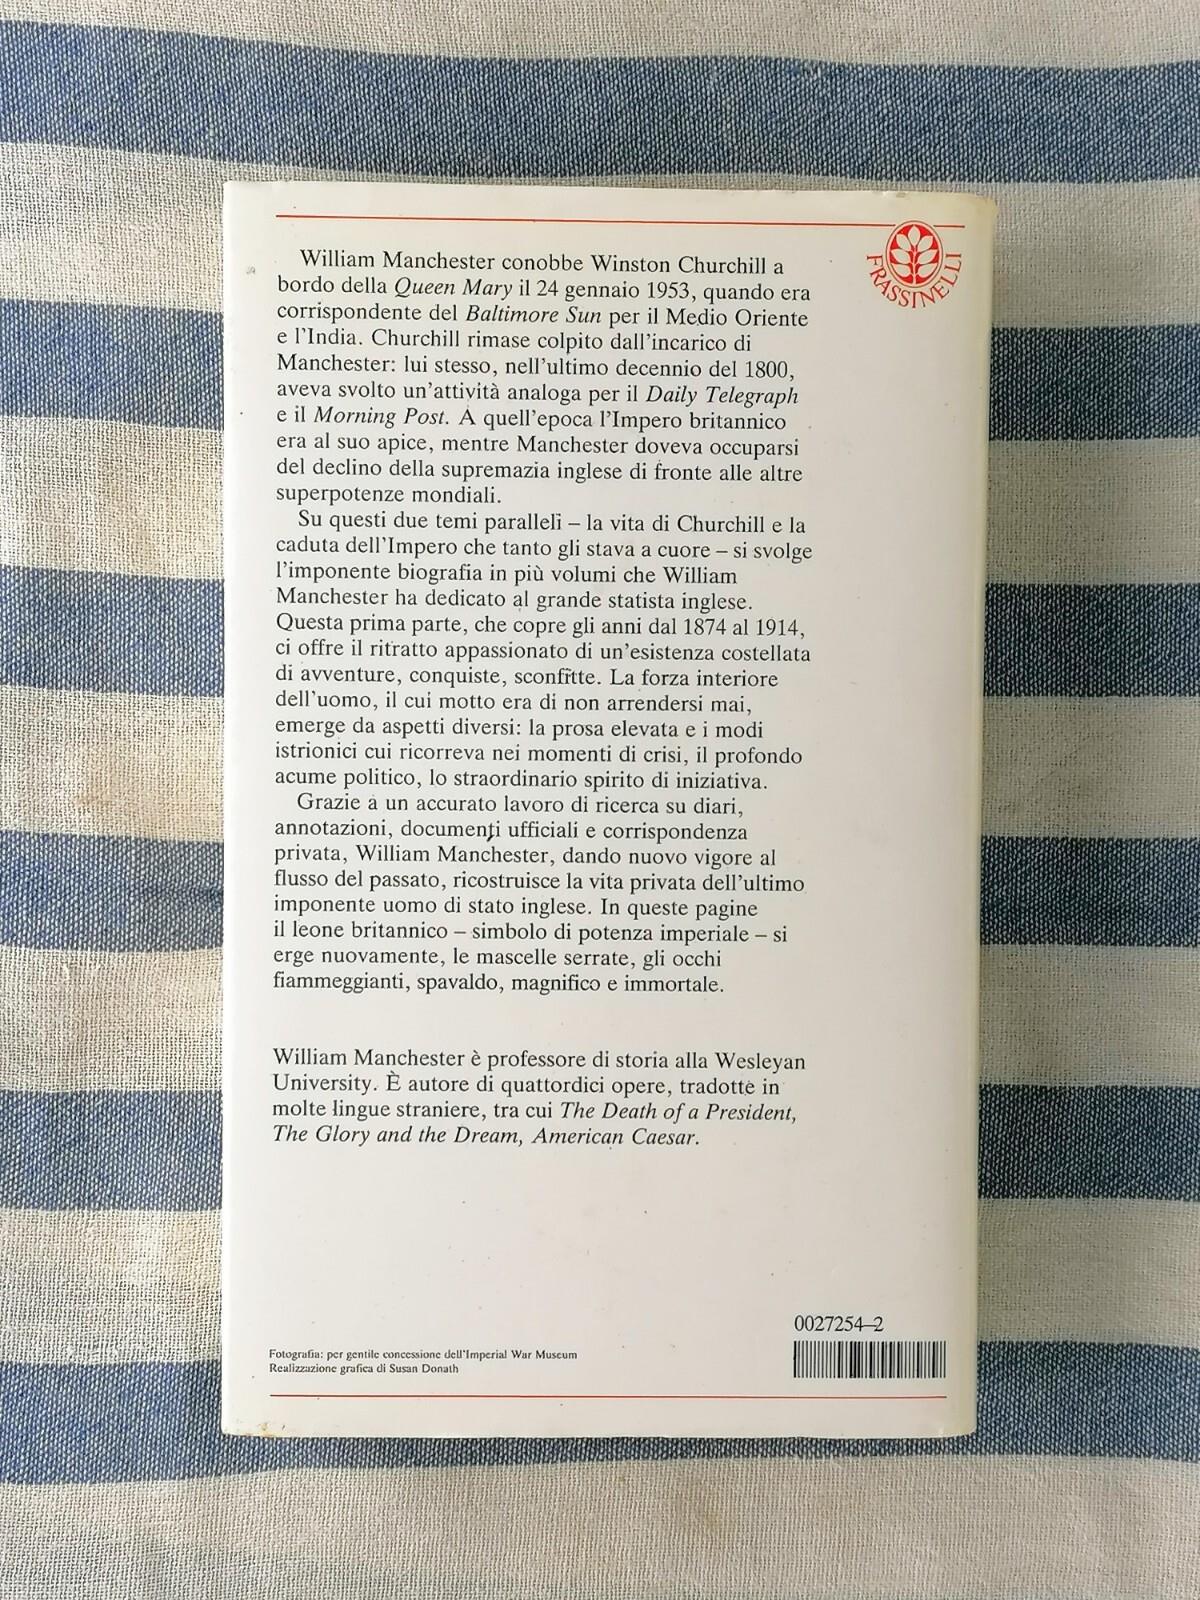 FRASSINELLI
William Manchester conobbe Winston Churchill a
bordo della Queen Mary il 24 gennaio 1953, quando era
corrispondente del Baltimore Sun per il Medio Oriente
e l'India. Churchill rimase colpito dall'incarico di
Manchester: lui stesso, nell'ultimo decennio del 1800,
aveva svolto un'attività analoga per il Daily Telegraph
e il Morning Post. A quell'epoca l'Impero britannico
era al suo apice, mentre Manchester doveva occuparsi
del declino della supremazia inglese di fronte alle altre
superpotenze mondiali.
Su questi due temi paralleli – la vita di Churchill e la
caduta dell'Impero che tanto gli stava a cuore – si svolge
l'imponente biografia in più volumi che William
Manchester ha dedicato al grande statista inglese.
Questa prima parte, che copre gli anni dal 1874 al 1914,
ci offre il ritratto appassionato di un'esistenza costellata
di avventure, conquiste, sconfitte. La forza interiore
dell'uomo, il cui motto era di non arrendersi mai,
emerge da aspetti diversi: la prosa elevata e i modi
istrionici cui ricorreva nei momenti di crisi, il profondo
acume politico, lo straordinario spirito di iniziativa.
Grazie a un accurato lavoro di ricerca su diari,
annotazioni, documenti ufficiali e corrispondenza
privata, William Manchester, dando nuovo vigore al
flusso del passato, ricostruisce la vita privata dell'ultimo
imponente uomo di stato inglese. In queste pagine
il leone britannico – simbolo di potenza imperiale – si
erge nuovamente, le mascelle serrate, gli occhi
fiammeggianti, spavaldo, magnifico e immortale.
William Manchester è professore di storia alla Wesleyan
University. È autore di quattordici opere, tradotte in
molte lingue straniere, tra cui The Death of a President,
The Glory and the Dream, American Caesar.
0027254-2
Fotografia: per gentile concessione dell'Imperial War Museum
Realizzazione grafica di Susan Donath